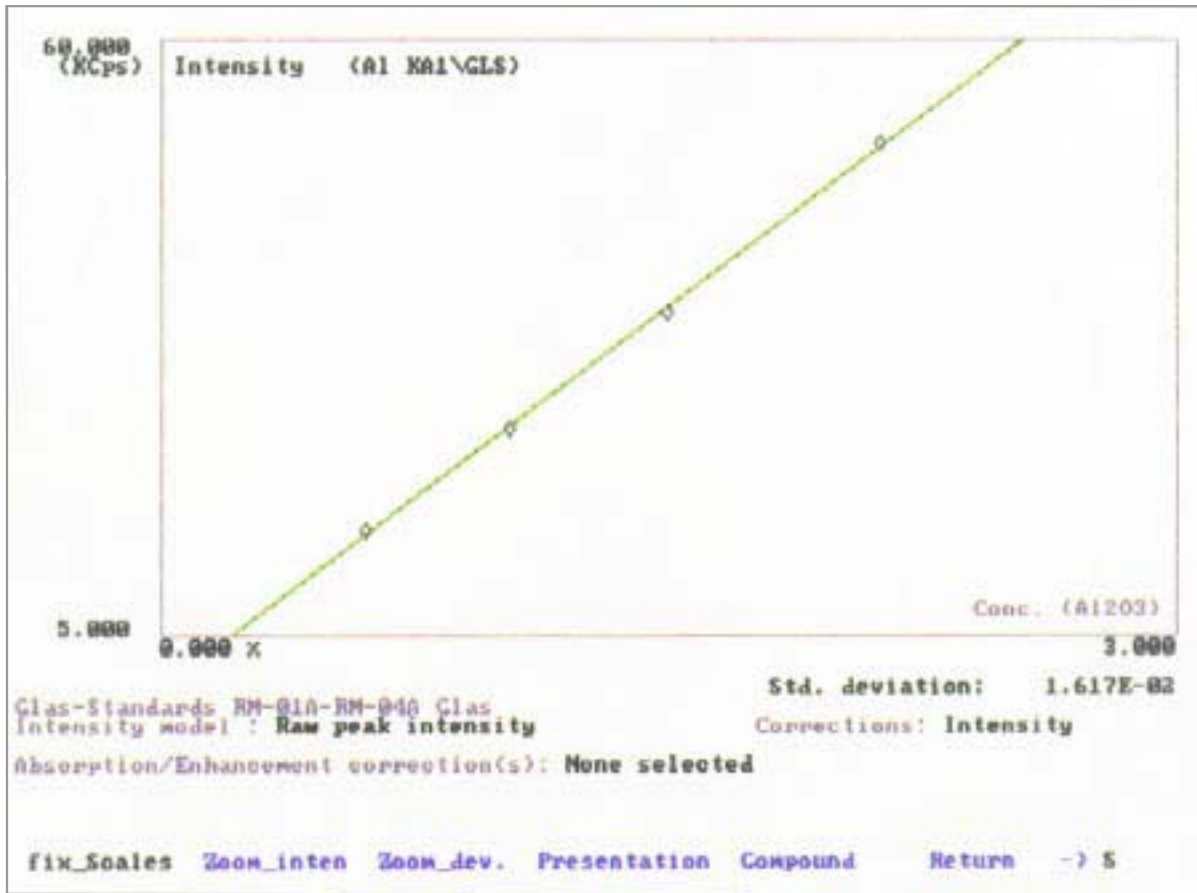 60.000
(KCps) Intensity (Al KA1\GLS)
Conc. (Al2O3)
5.000
0.000 % 3.000
Std. deviation: 1.617E-02
Glas-Standards RM-01A-RM-04A Glas
Intensity model : Raw peak intensity Corrections: Intensity
Absorption/Enhancement correction(s): None selected
fix_Scales Zoom_inten Zoom_dev. Presentation Compound Return -> S